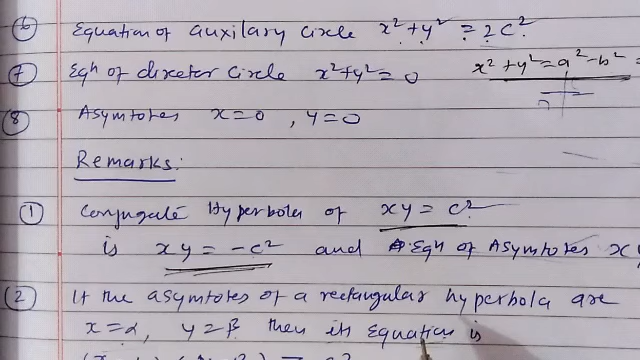 (6) Equation of auxilary circle x²+y² = 2c²
(7) Eqn of director circle x²+y²=0 x²+y²=a²-b² =
(8) Asymtotes x=0 , y=0
Remarks:
(1) Conjugate Hyperbola of xy = c²
is xy = -c² and Eqn of Asymtotes xy
(2) If the asymtotes of a rectangular hyperbola are
x=α, y=β then its Equation is